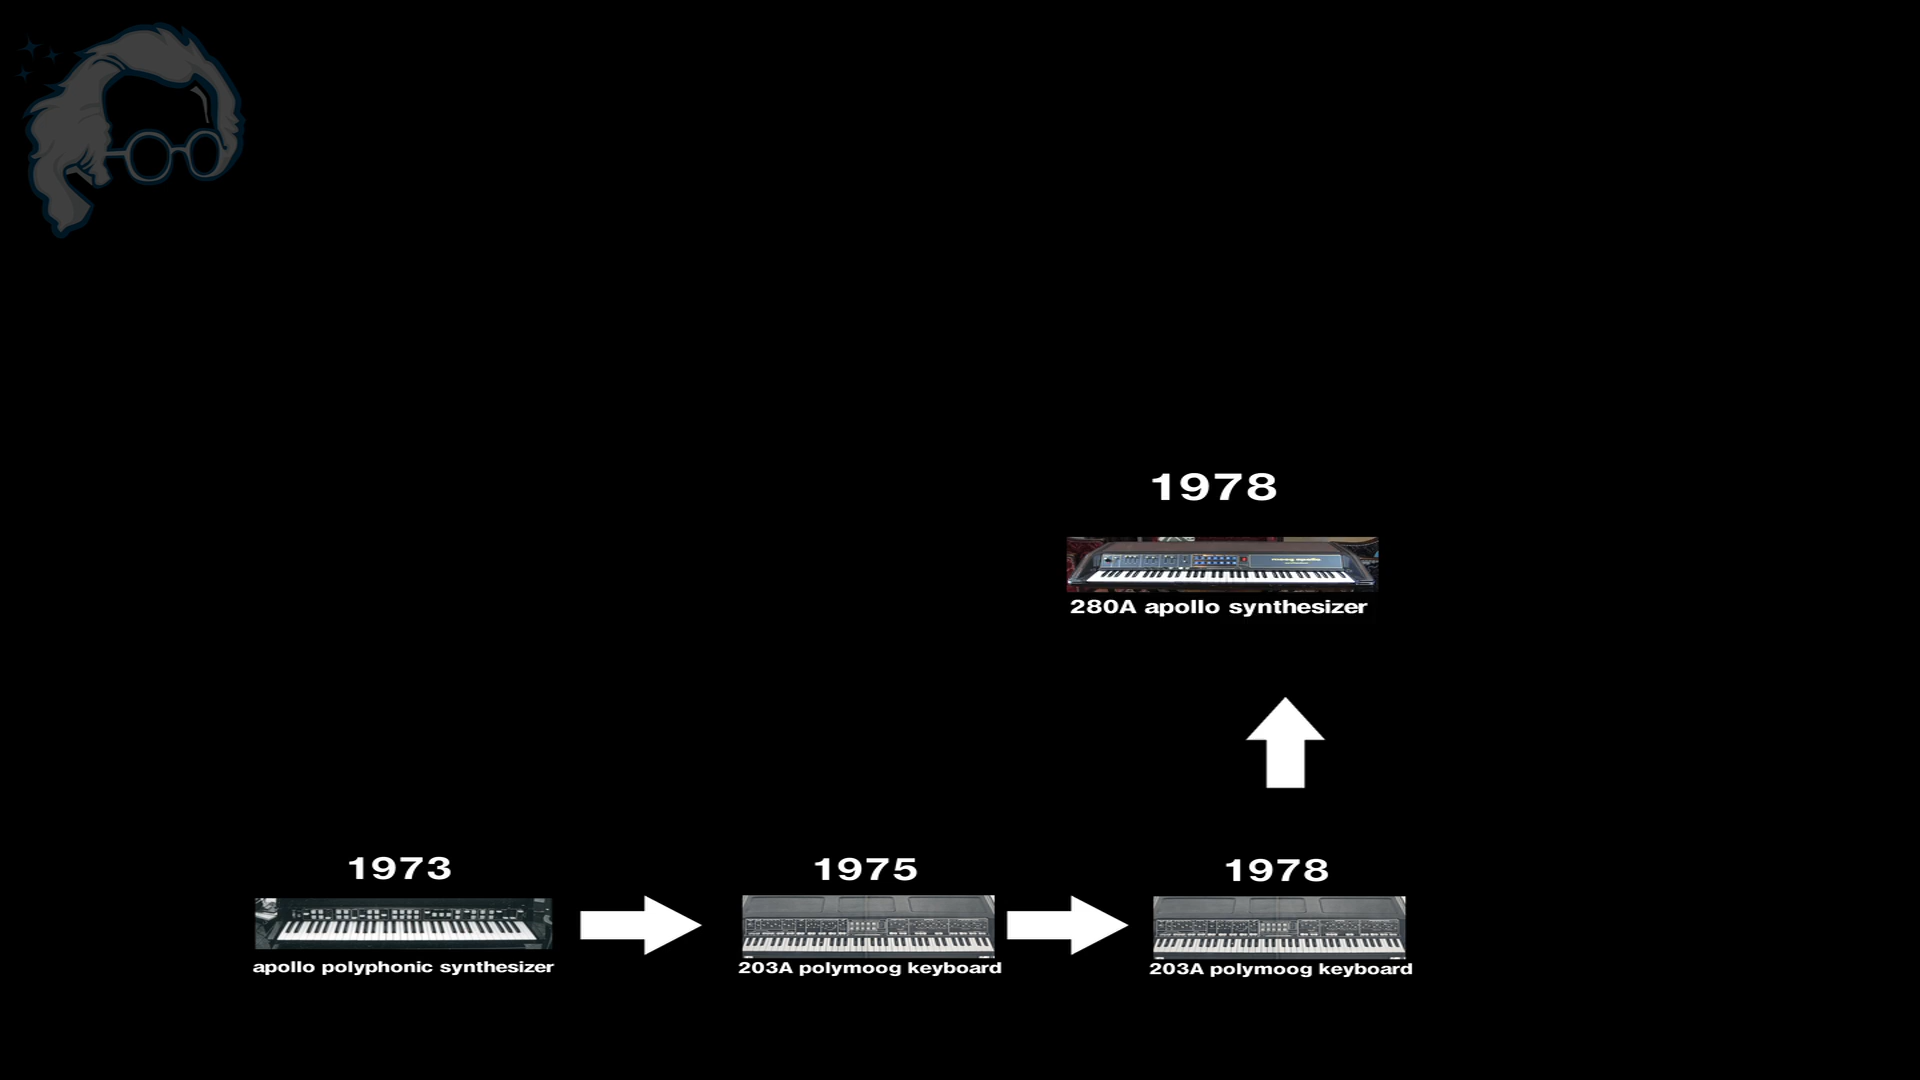 1978
280A apollo synthesizer
1973
1975
1978
apollo polyphonic synthesizer
203A polymoog keyboard
203A polymoog keyboard